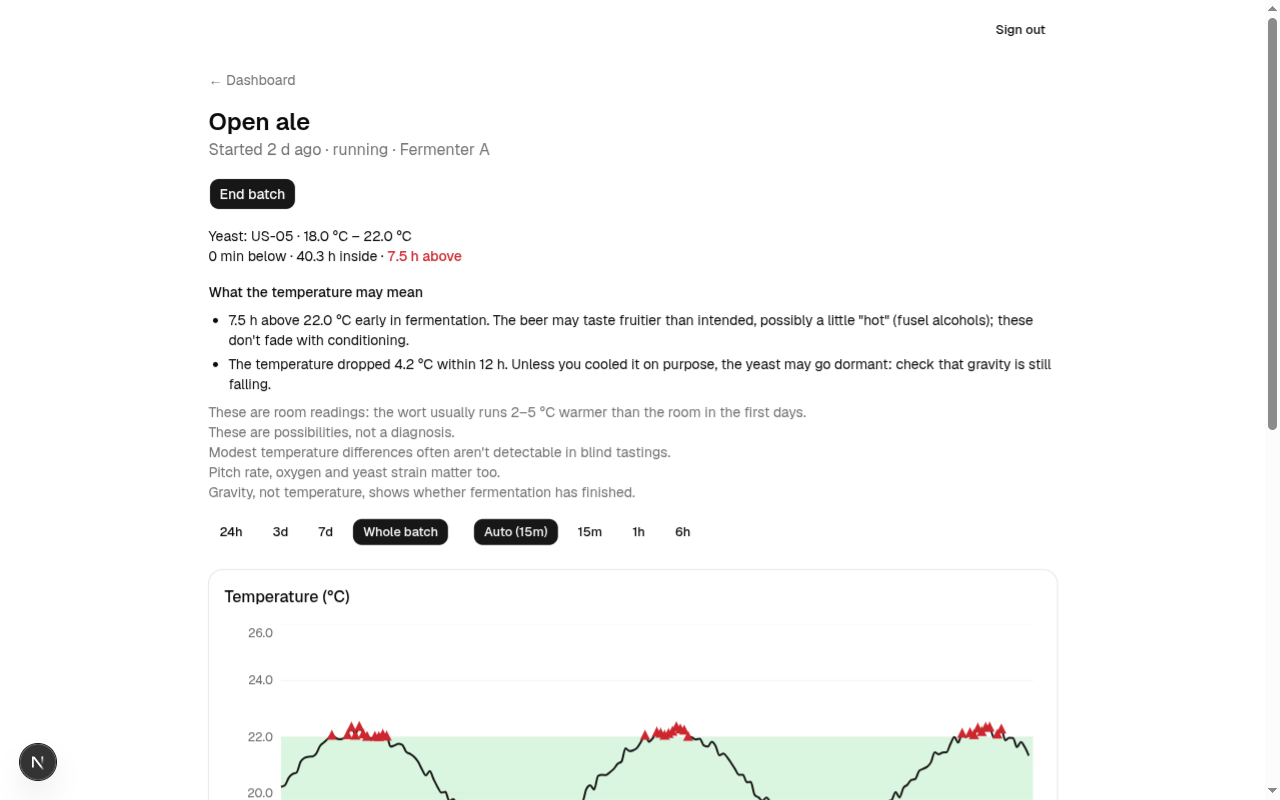 Sign out
← Dashboard
Open ale
Started 2 d ago · running · Fermenter A
End batch
Yeast: US-05 · 18.0 °C – 22.0 °C
0 min below · 40.3 h inside · 7.5 h above
What the temperature may mean
• 7.5 h above 22.0 °C early in fermentation. The beer may taste fruitier than intended, possibly a little "hot" (fusel alcohols); these
don't fade with conditioning.
• The temperature dropped 4.2 °C within 12 h. Unless you cooled it on purpose, the yeast may go dormant: check that gravity is still
falling.
These are room readings: the wort usually runs 2–5 °C warmer than the room in the first days.
These are possibilities, not a diagnosis.
Modest temperature differences often aren't detectable in blind tastings.
Pitch rate, oxygen and yeast strain matter too.
Gravity, not temperature, shows whether fermentation has finished.
24h 3d 7d Whole batch Auto (15m) 15m 1h 6h
Temperature (°C)
26.0
24.0
22.0
20.0
N